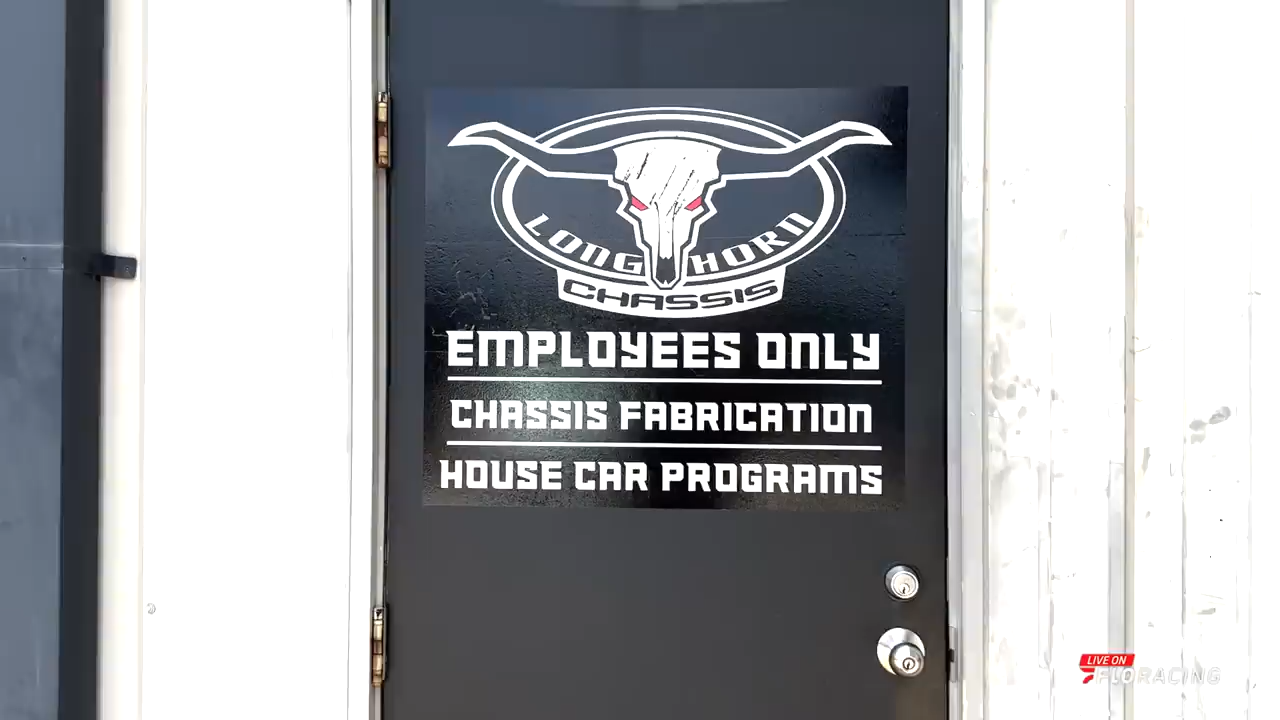 LONG HORN
CHASSIS
EMPLOYEES ONLY
CHASSIS FABRICATION
HOUSE CAR PROGRAMS
LIVE ON
FLORACING